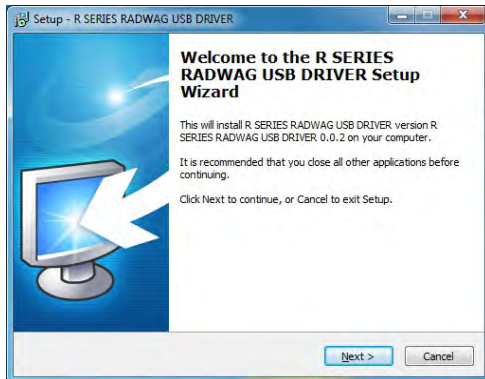 Setup - R SERIES RADWAG USB DRIVER
Welcome to the R SERIES
RADWAG USB DRIVER Setup
Wizard
This will install R SERIES RADWAG USB DRIVER version R
SERIES RADWAG USB DRIVER 0.0.2 on your computer.
It is recommended that you close all other applications before
continuing.
Click Next to continue, or Cancel to exit Setup.
Next >
Cancel